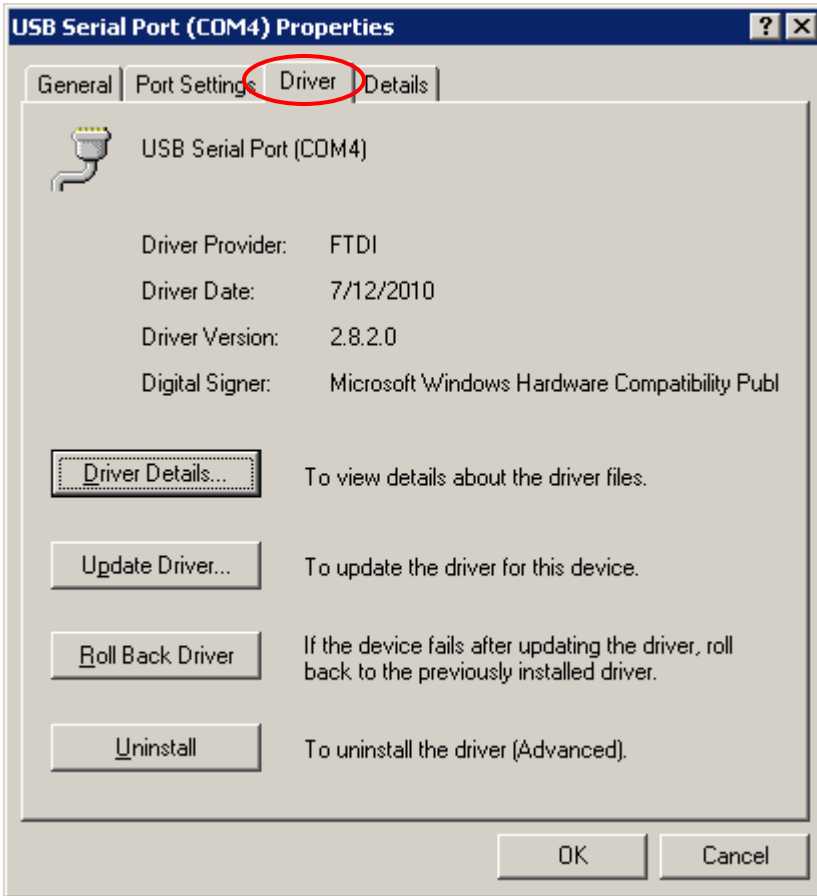 USB Serial Port (COM4) Properties
General Port Settings Driver Details
USB Serial Port (COM4)
Driver Provider: FTDI
Driver Date: 7/12/2010
Driver Version: 2.8.2.0
Digital Signer: Microsoft Windows Hardware Compatibility Publ
Driver Details... To view details about the driver files.
Update Driver... To update the driver for this device.
Roll Back Driver If the device fails after updating the driver, roll
back to the previously installed driver.
Uninstall To uninstall the driver (Advanced).
OK Cancel